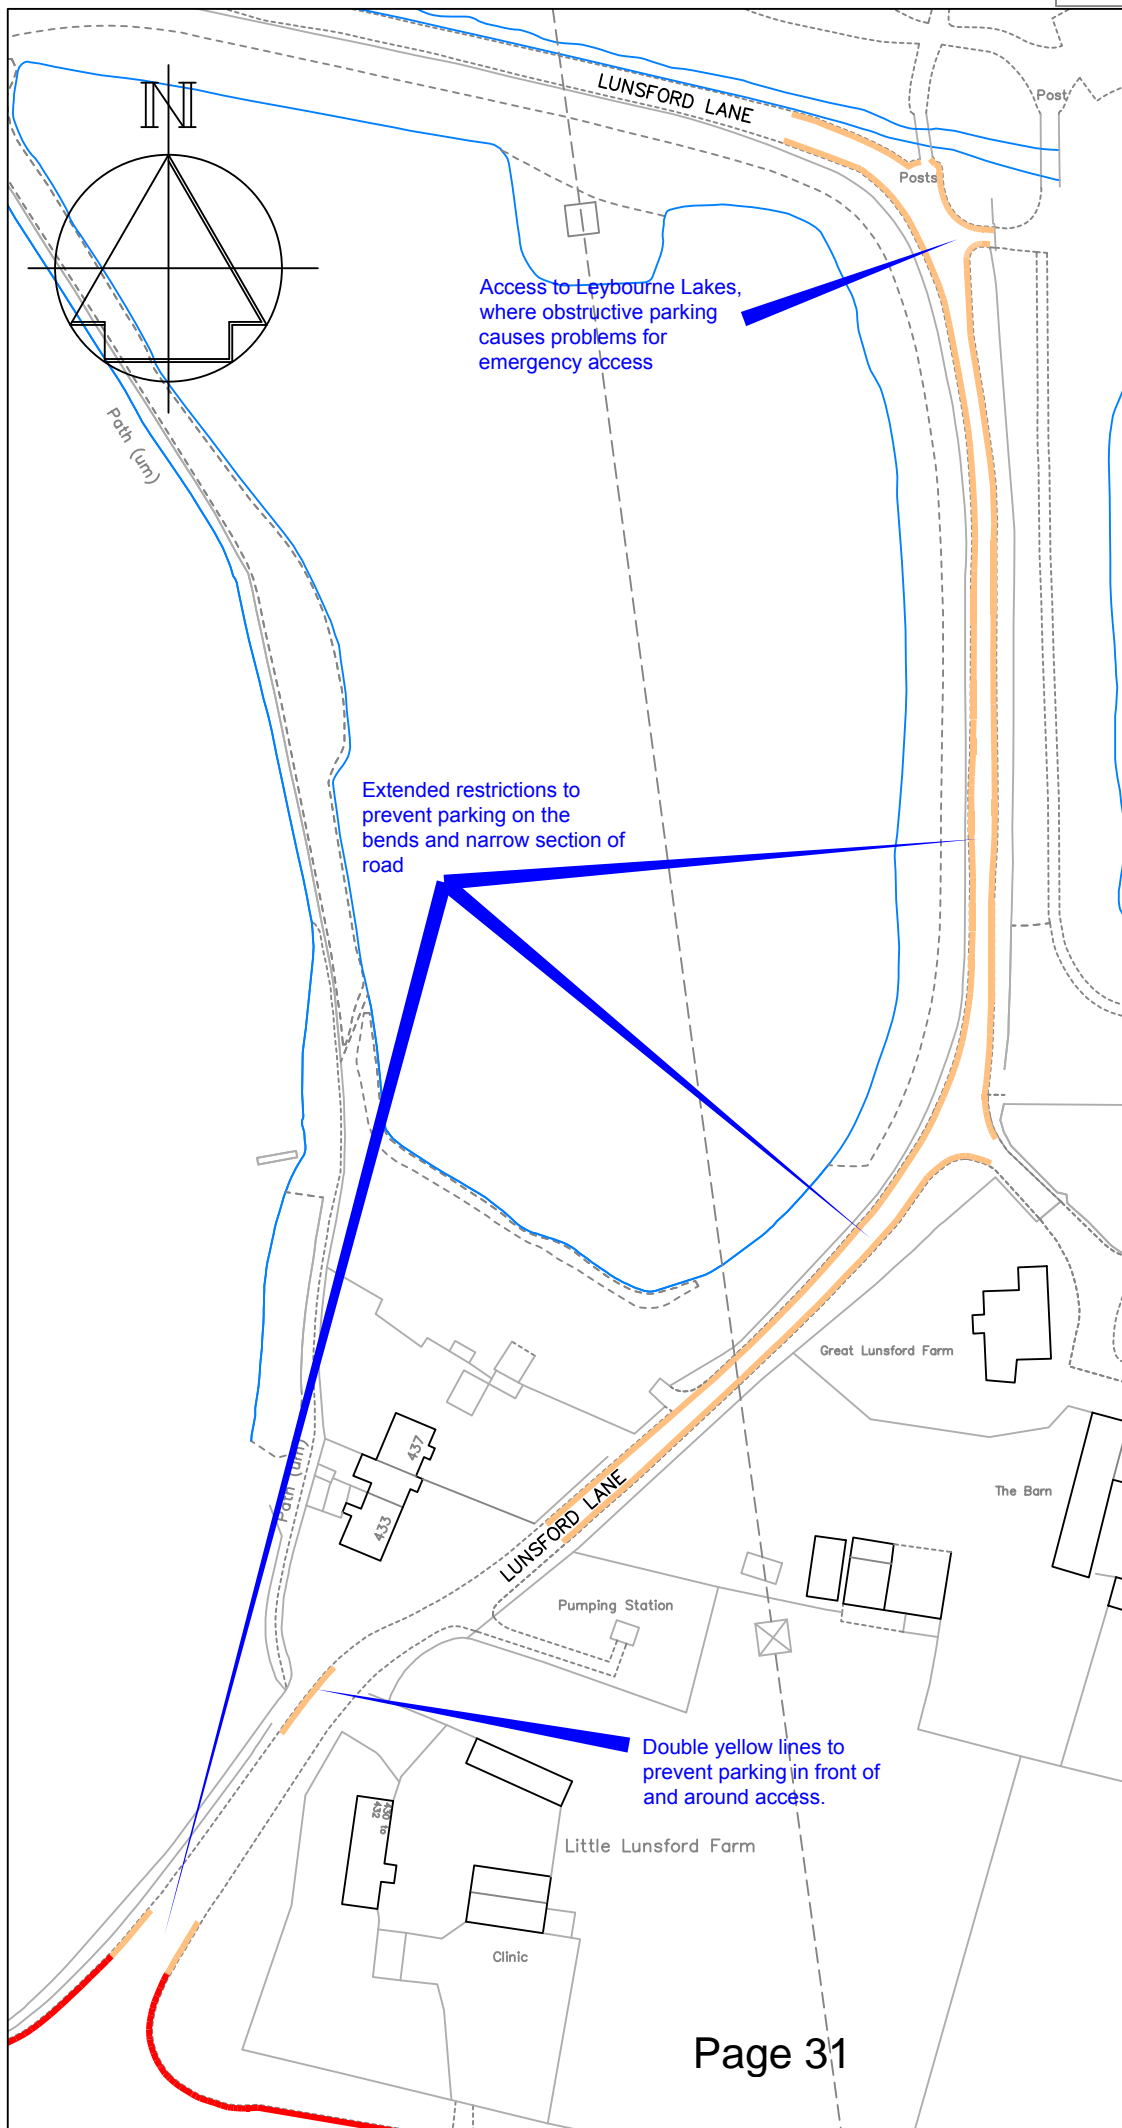 LUNSFORD LANE
Post
Posts
N
Access to Leybourne Lakes,
where obstructive parking
causes problems for
emergency access
Path (um)
Extended restrictions to
prevent parking on the
bends and narrow section of
road
Great Lunsford Farm
437
433
Path (um)
LUNSFORD LANE
The Barn
Pumping Station
Double yellow lines to
prevent parking in front of
and around access.
430 to
432
Little Lunsford Farm
Clinic
Page 31